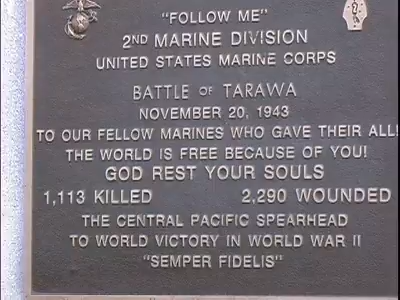 "FOLLOW ME"
2ND MARINE DIVISION
UNITED STATES MARINE CORPS
BATTLE OF TARAWA
NOVEMBER 20, 1943
TO OUR FELLOW MARINES WHO GAVE THEIR ALL!
THE WORLD IS FREE BECAUSE OF YOU!
GOD REST YOUR SOULS
1,113 KILLED 2,290 WOUNDED
THE CENTRAL PACIFIC SPEARHEAD
TO WORLD VICTORY IN WORLD WAR II
"SEMPER FIDELIS"